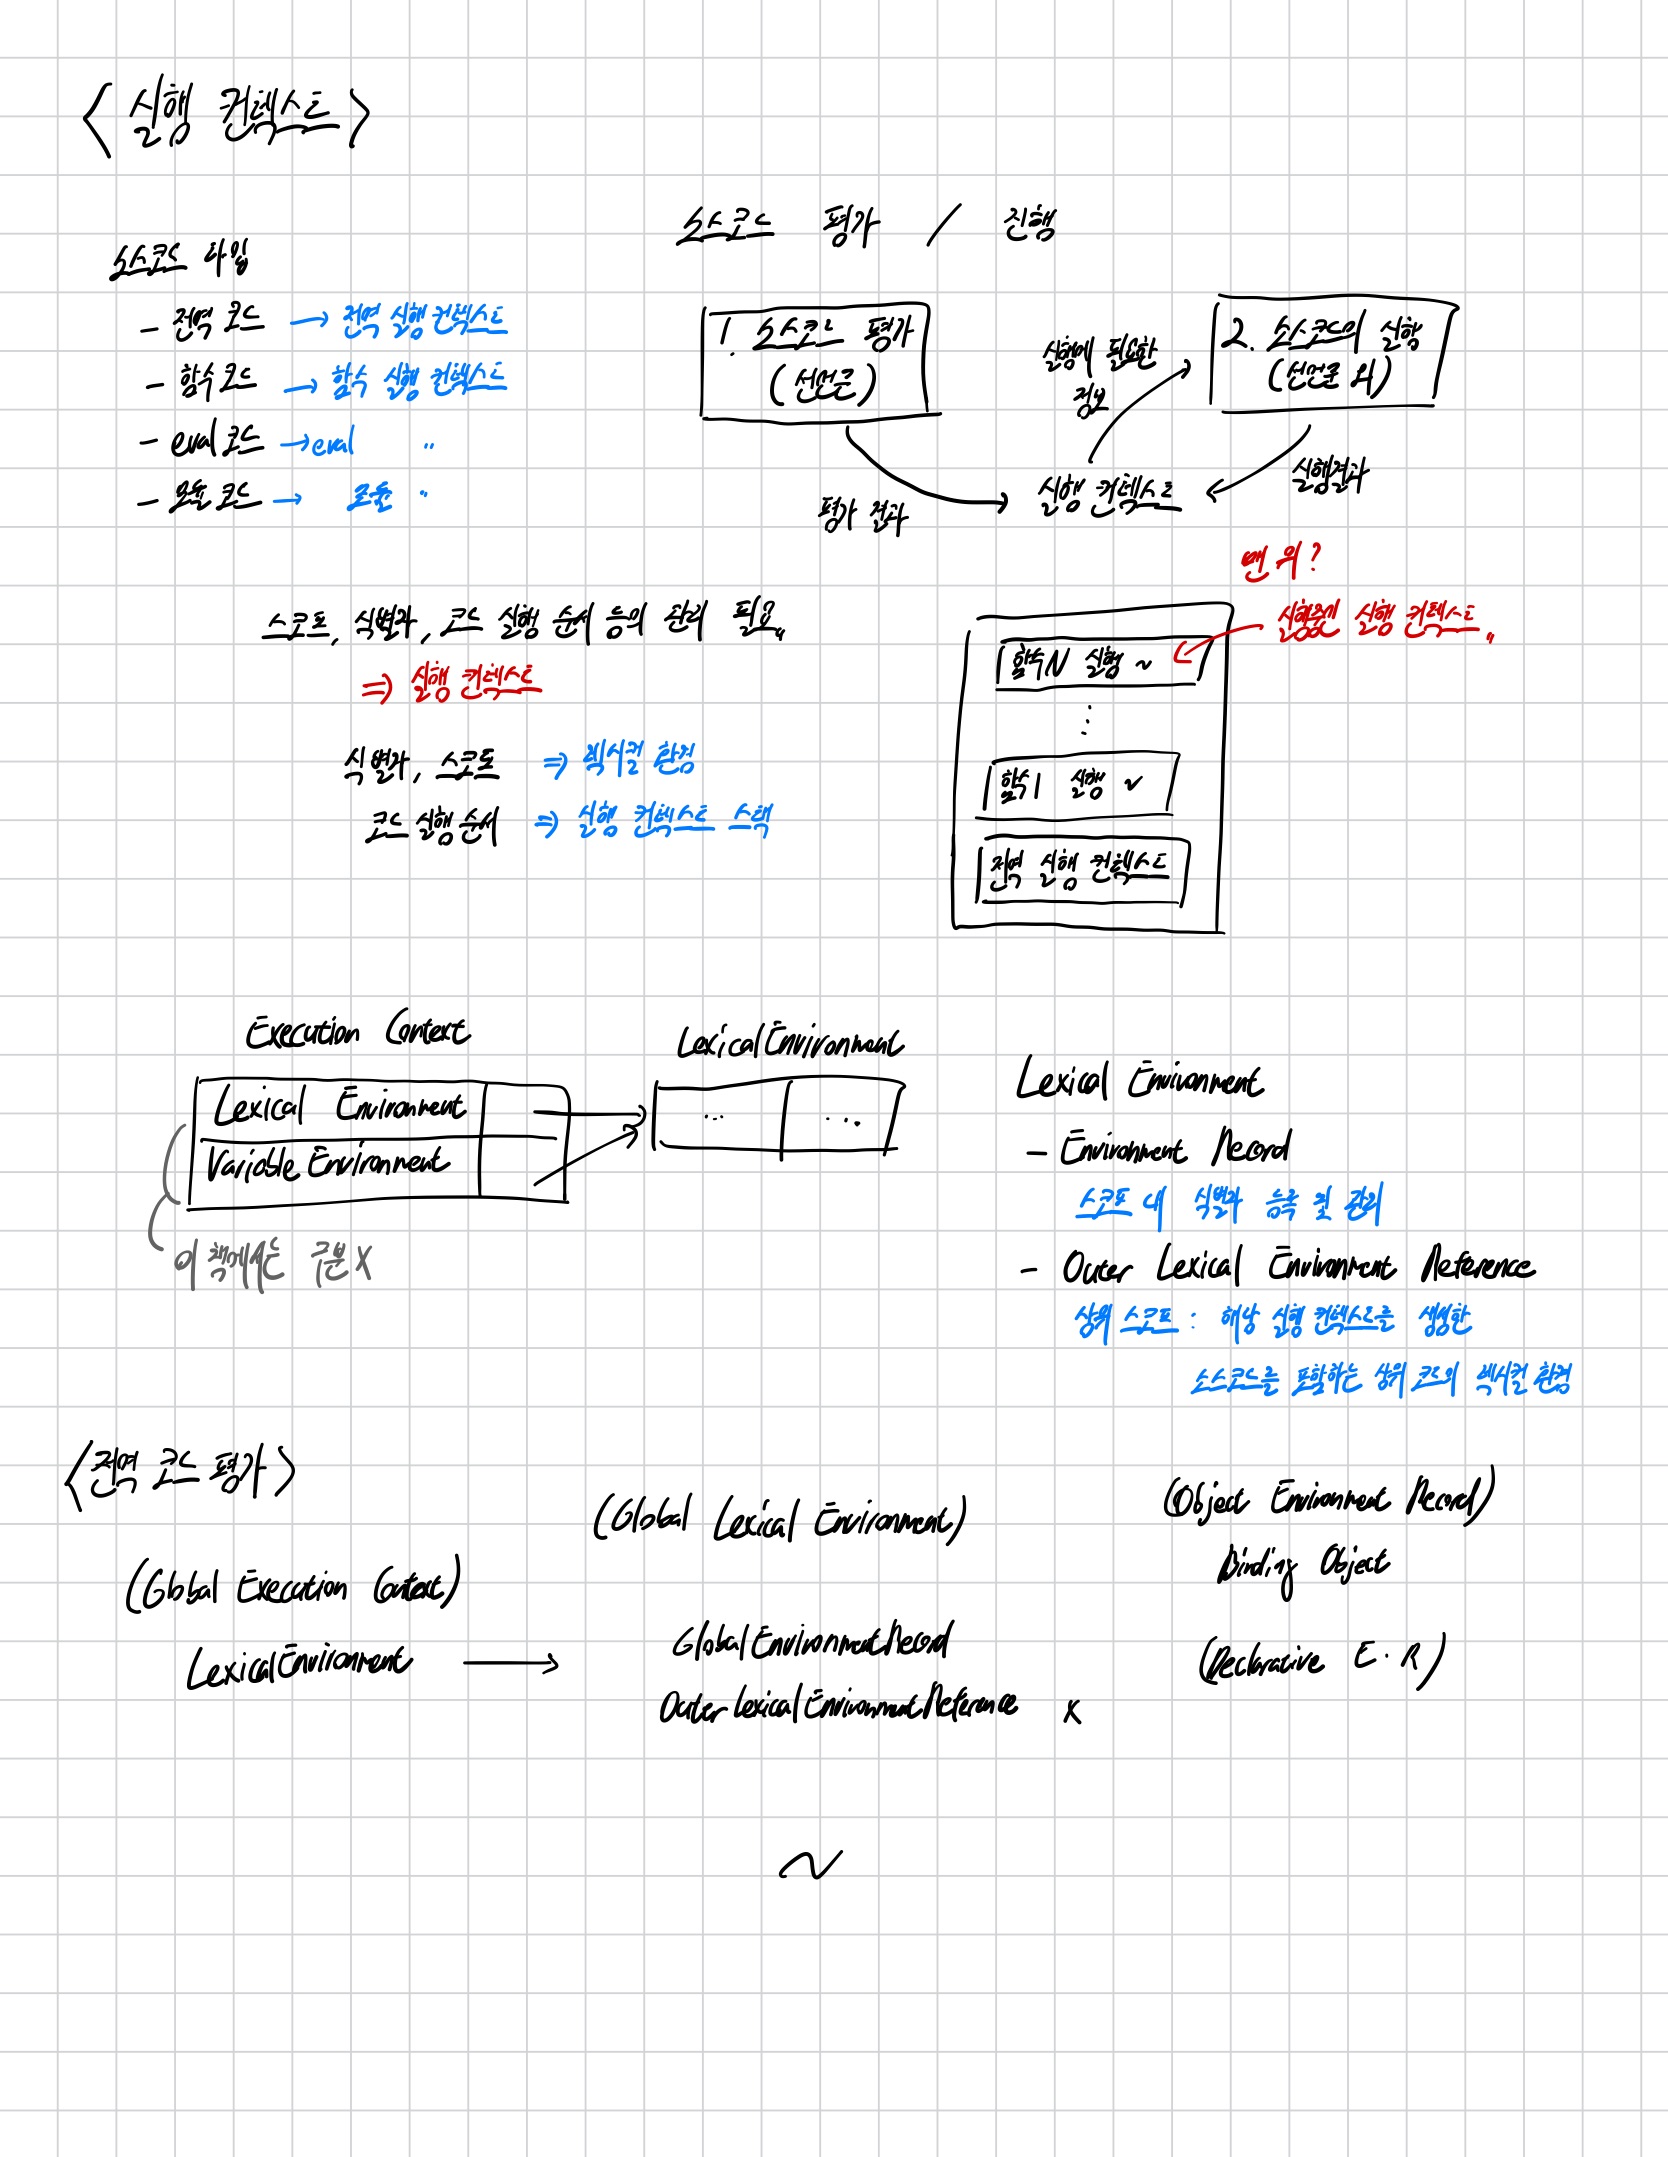 < 실행 컨텍스트 >
소스코드 타입
- 전역 코드 → 전역 실행 컨텍스트
- 함수 코드 → 함수 실행 컨텍스트
- eval 코드 → eval 〃
- 모듈 코드 → 모듈 〃
소스코드 평가 / 진행
1. 소스코드 평가
(선언문)
실행에 필요한
정보
2. 소스코드의 실행
(선언문 외)
평가 결과
실행 컨텍스트
실행결과
스코프, 식별자, 코드 실행 순서 등의 관리 필요.
⇒ 실행 컨텍스트
식별자, 스코프 ⇒ 렉시컬 환경
코드 실행 순서 ⇒ 실행 컨텍스트 스택
맨 위?
실행중인 실행 컨텍스트.
함수N 실행 ~
⋮
함수1 실행 ~
전역 실행 컨텍스트
Execution Context
Lexical Environment
Variable Environment
이 책에서는 구분 X
LexicalEnvironment
... ...
Lexical Environment
- Environment Record
스코프 내 식별자 등록 및 관리
- Outer Lexical Environment Reference
상위 스코프 : 해당 실행 컨텍스트를 생성한
소스코드를 포함하는 상위 코드의 렉시컬 환경
<전역 코드 평가>
(Global Execution Context)
LexicalEnvironment →
(Global Lexical Environment)
GlobalEnvironmentRecord
OuterLexicalEnvironmentReference x
(Object Environment Record)
Binding Object
(Declarative E.R)
~